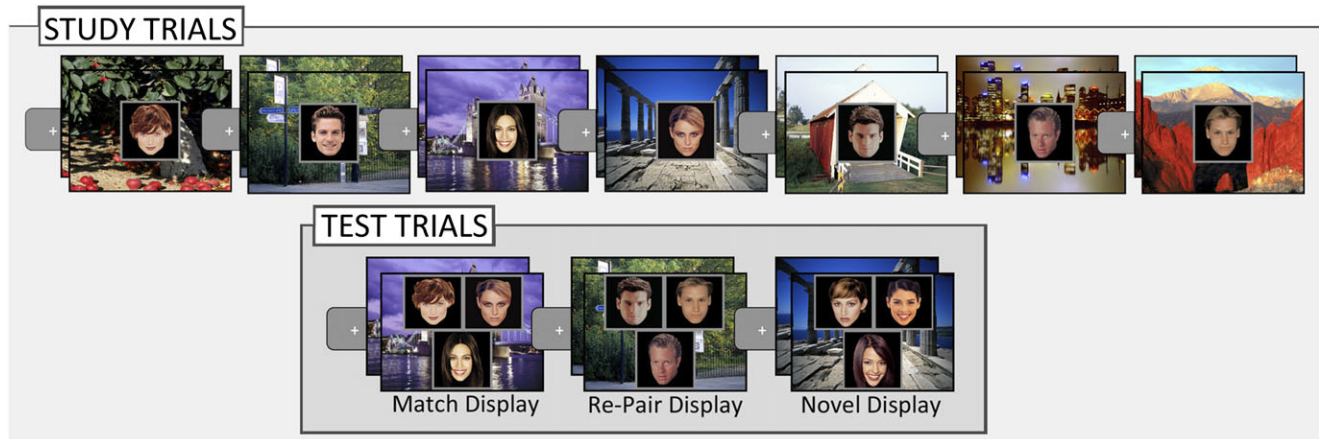 STUDY TRIALS
TEST TRIALS
Match Display
Re-Pair Display
Novel Display